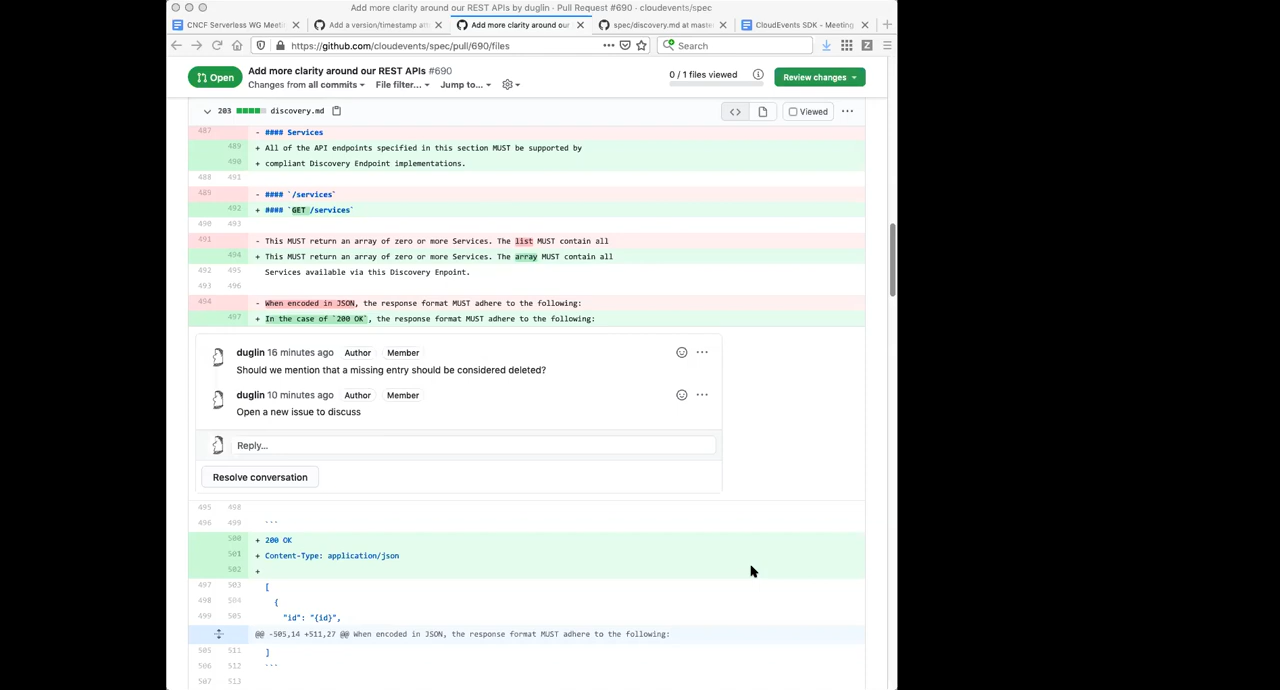 Add more clarity around our REST APIs by duglin · Pull Request #690 · cloudevents/spec
CNCF Serverless WG Meeti
Add a version/timestamp att
Add more clarity around our
spec/discovery.md at master
CloudEvents SDK - Meeting
https://github.com/cloudevents/spec/pull/690/files
Search
Open
Add more clarity around our REST APIs #690
Changes from all commits
File filter...
Jump to...
0 / 1 files viewed
Review changes
203
discovery.md
Viewed
487 - #### Services
489 + All of the API endpoints specified in this section MUST be supported by
490 + compliant Discovery Endpoint implementations.
488 491
489 - #### `/services`
492 + #### `GET /services`
490 493
491 - This MUST return an array of zero or more Services. The list MUST contain all
494 + This MUST return an array of zero or more Services. The array MUST contain all
492 495 Services available via this Discovery Enpoint.
493 496
494 - When encoded in JSON, the response format MUST adhere to the following:
497 + In the case of `200 OK`, the response format MUST adhere to the following:
duglin 16 minutes ago Author Member
Should we mention that a missing entry should be considered deleted?
duglin 10 minutes ago Author Member
Open a new issue to discuss
Reply...
Resolve conversation
495 498
496 499 ```
500 + 200 OK
501 + Content-Type: application/json
502 +
497 503 [
498 504 {
499 505 "id": "{id}",
@@ -505,14 +511,27 @@ When encoded in JSON, the response format MUST adhere to the following:
505 511 ]
506 512 ```
507 513